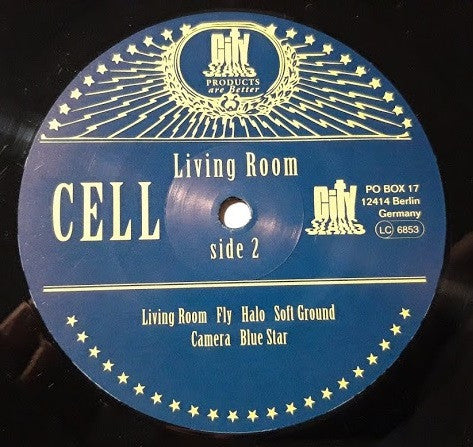 City
SLANG
PRODUCTS
are Better
Living Room
CELL
side 2
City
SLANG
PO BOX 17
12414 Berlin
Germany
LC 6853
Living Room Fly Halo Soft Ground
Camera Blue Star